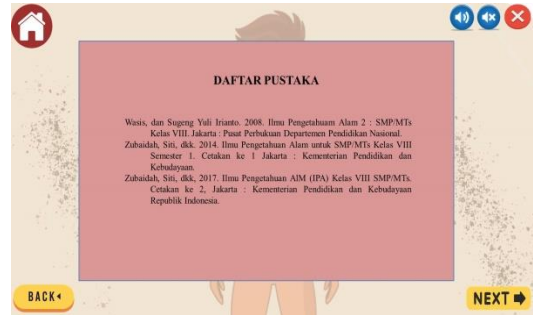 DAFTAR PUSTAKA
Wasis, dan Sugeng Yuli Irianto. 2008. Ilmu Pengetahuam Alam 2 : SMP/MTs
Kelas VIII. Jakarta : Pusat Perbukuan Departemen Pendidikan Nasional.
Zubaidah, Siti, dkk. 2014. Ilmu Pengetahuan Alam untuk SMP/MTs Kelas VIII
Semester 1. Cetakan ke 1 Jakarta : Kementerian Pendidikan dan
Kebudayaan.
Zubaidah, Siti, dkk, 2017. Ilmu Pengetahuan AlM (IPA) Kelas VIII SMP/MTs.
Cetakan ke 2, Jakarta : Kementerian Pendidikan dan Kebudayaan
Republik Indonesia.
BACK
NEXT